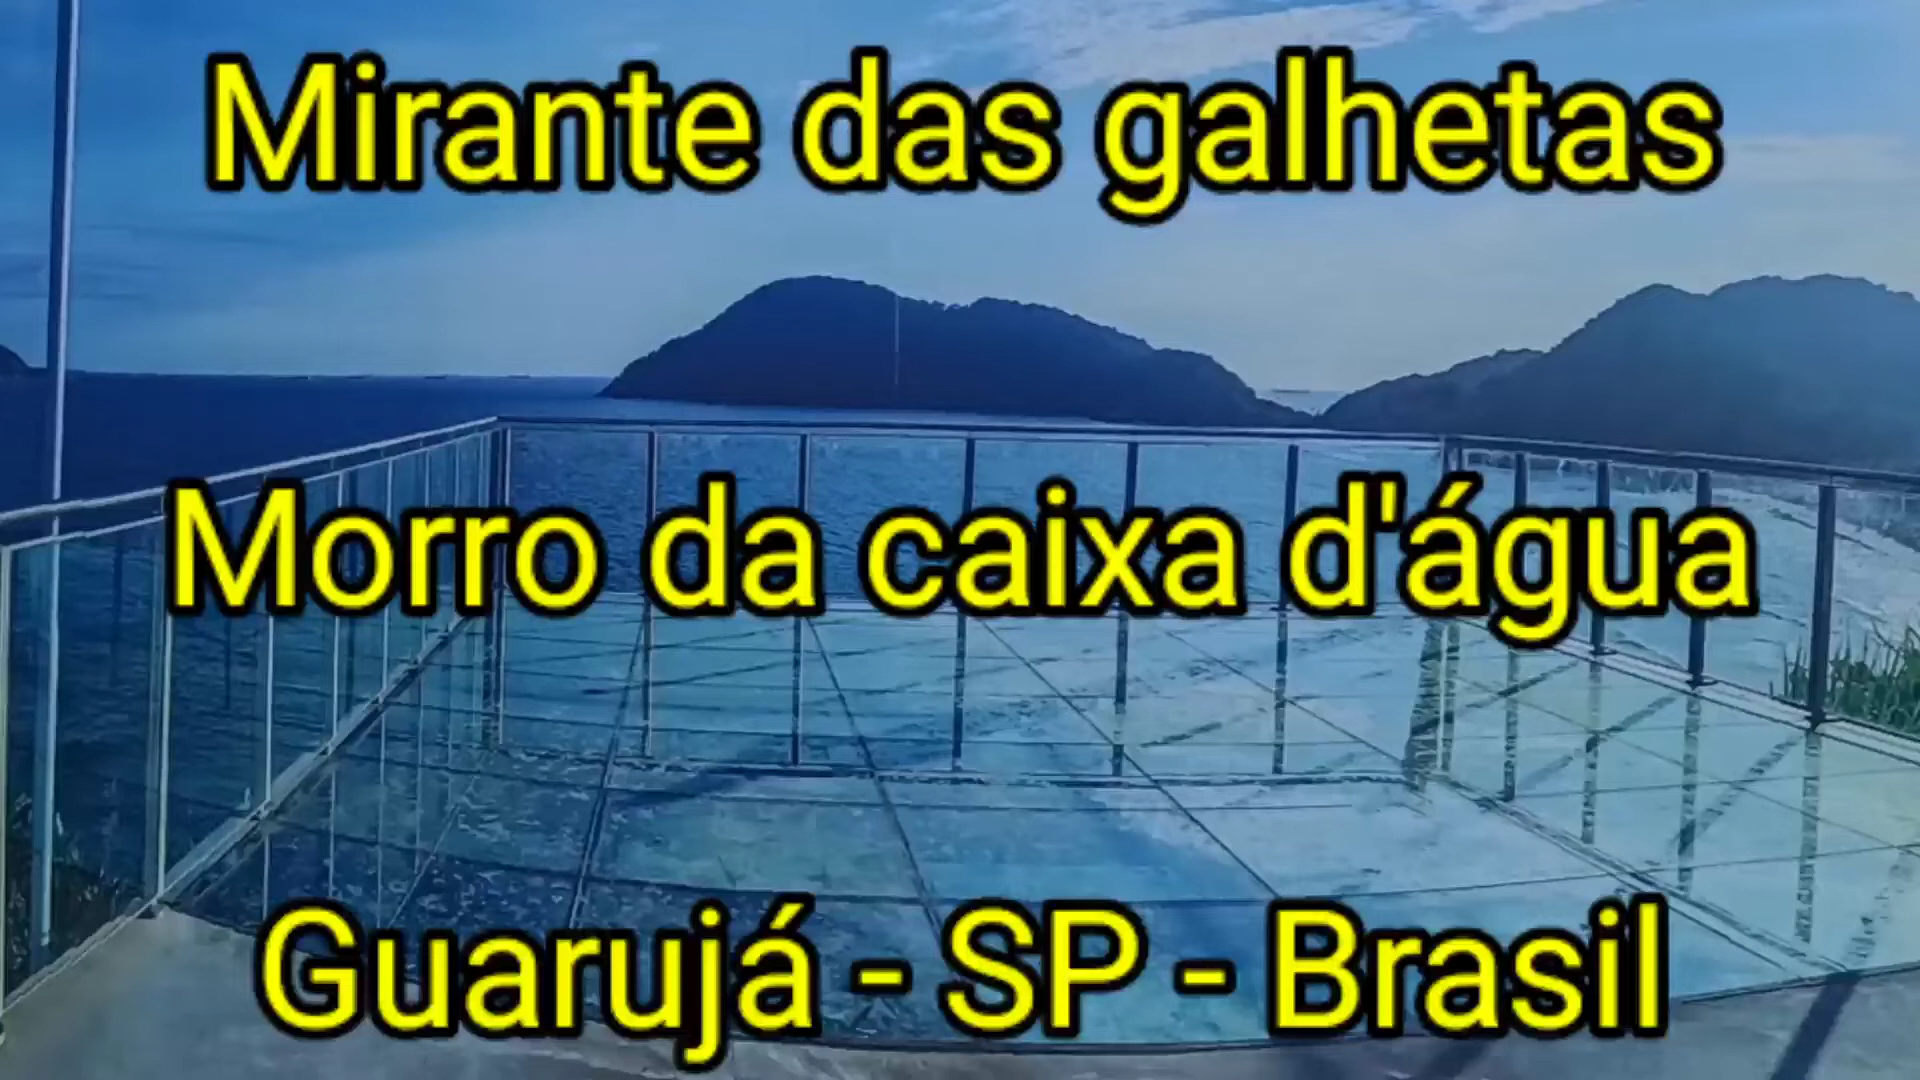 Mirante das galhetas
Morro da caixa d'água
Guarujá - SP - Brasil